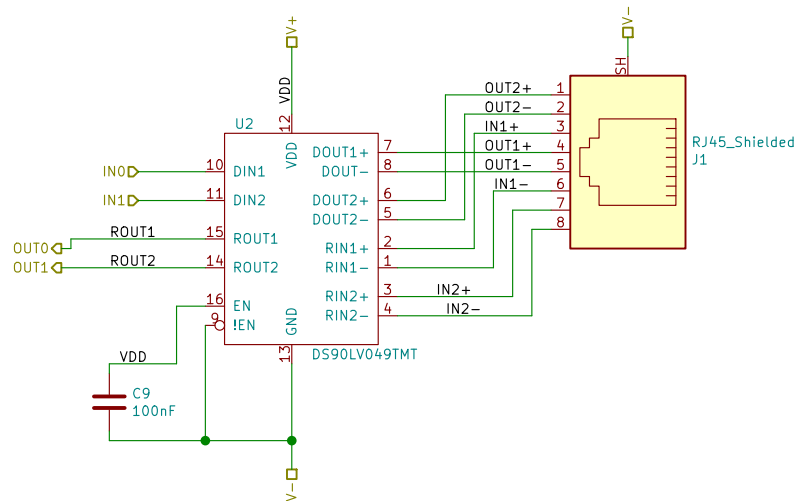 V+
V-
SH
VDD
U2
12
VDD
OUT2+
1
OUT2-
2
IN1+
3
DOUT1+
7
OUT1+
4
RJ45_Shielded
IN0
10
DIN1
DOUT-
8
OUT1-
5
J1
IN1-
6
IN1
11
DIN2
DOUT2+
6
7
DOUT2-
5
8
ROUT1
15
ROUT1
RIN1+
2
OUT0
OUT1
ROUT2
14
ROUT2
RIN1-
1
RIN2+
3
IN2+
16
EN
RIN2-
4
IN2-
9
!EN
GND
13
DS90LV049TMT
VDD
C9
100nF
V-